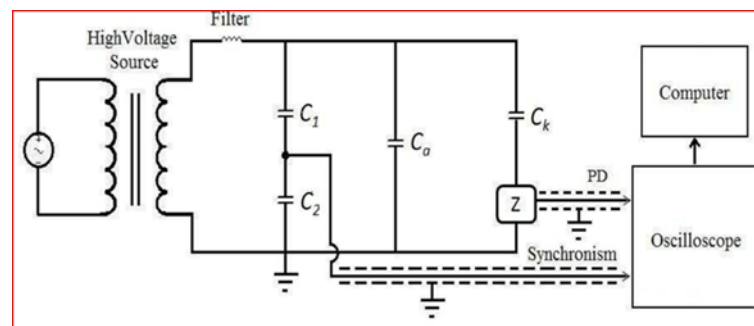 Filter
HighVoltage
Source
C1
C2
Ca
Ck
Z
PD
Synchronism
Computer
Oscilloscope